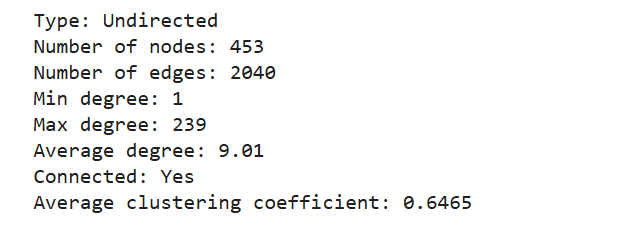 Type: Undirected
Number of nodes: 453
Number of edges: 2040
Min degree: 1
Max degree: 239
Average degree: 9.01
Connected: Yes
Average clustering coefficient: 0.6465